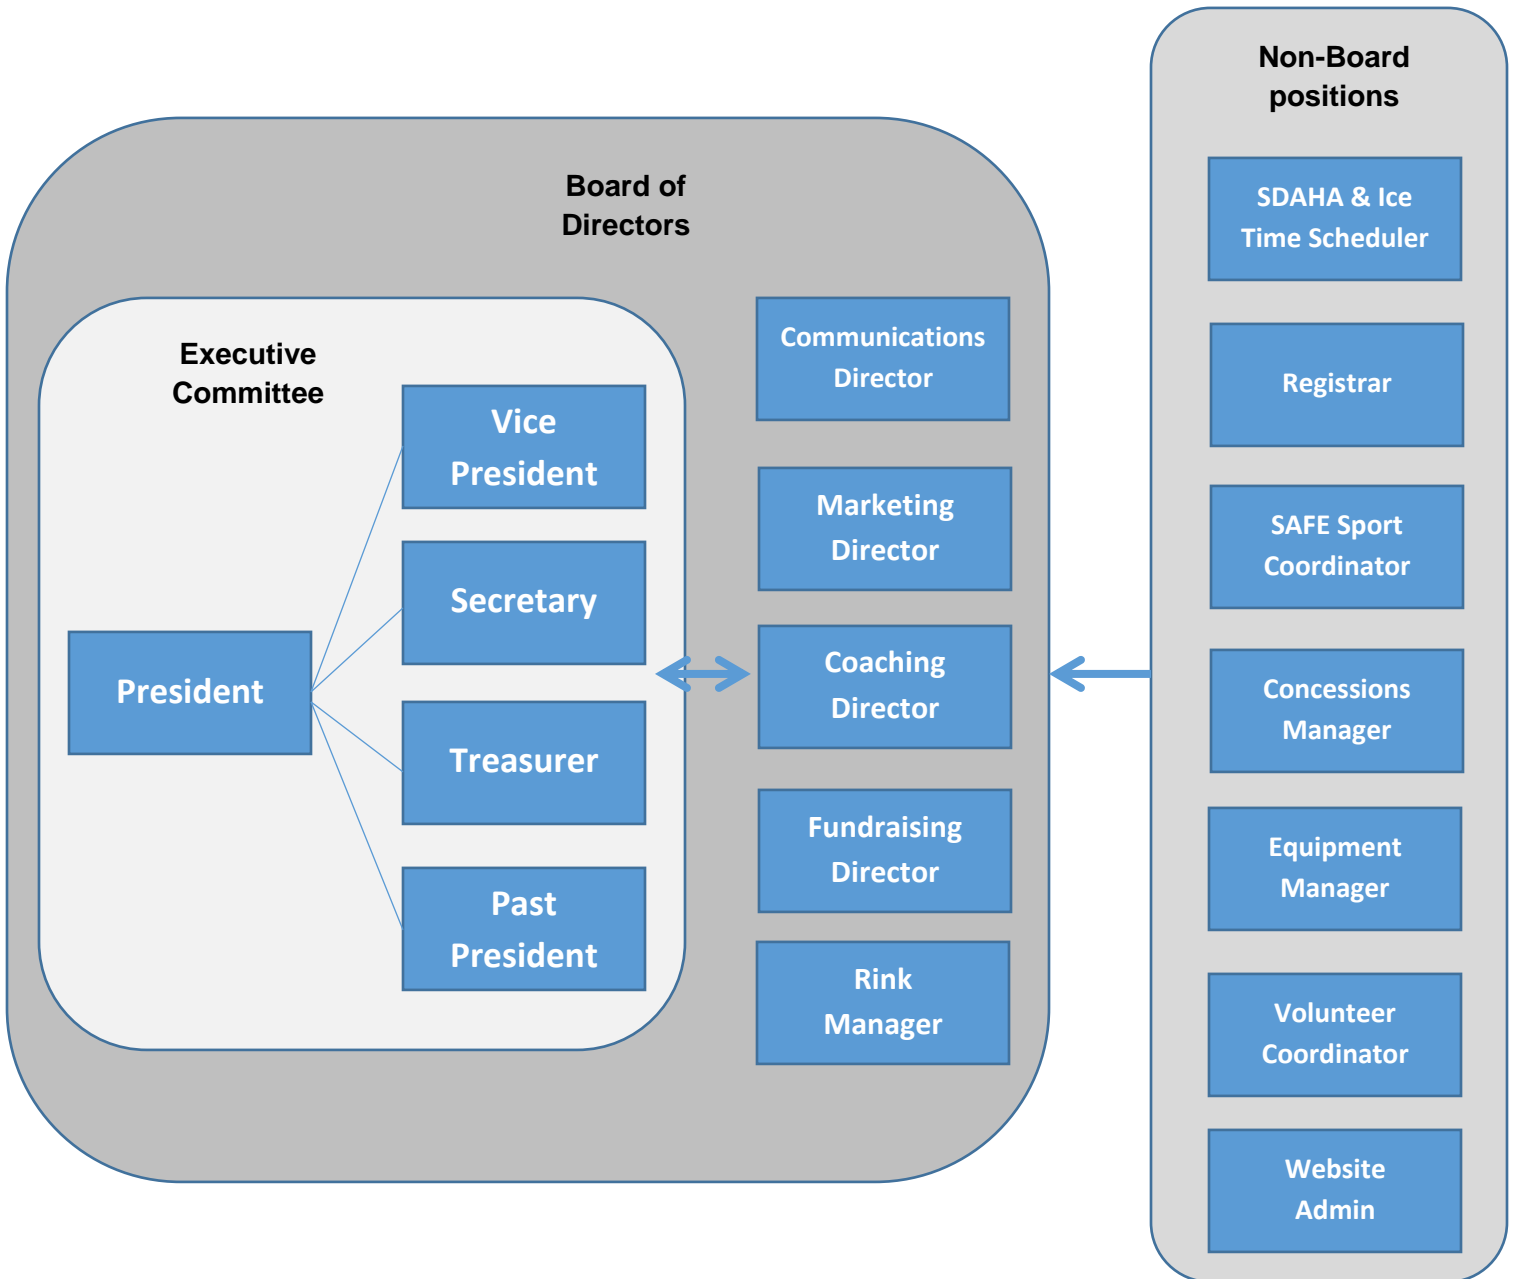 Board of
Directors
Executive
Committee
President
Vice
President
Secretary
Treasurer
Past
President
Communications
Director
Marketing
Director
Coaching
Director
Fundraising
Director
Rink
Manager
Non-Board
positions
SDAHA & Ice
Time Scheduler
Registrar
SAFE Sport
Coordinator
Concessions
Manager
Equipment
Manager
Volunteer
Coordinator
Website
Admin